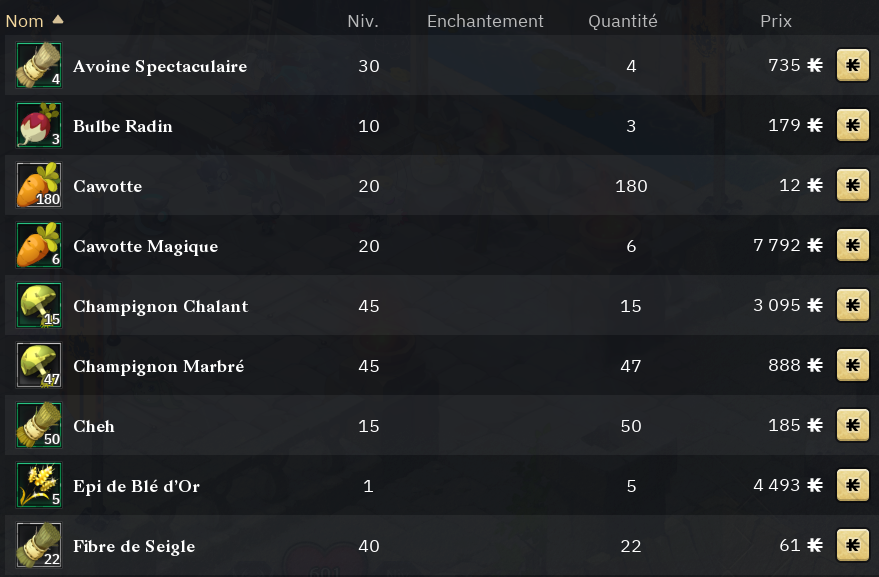 Nom Niv. Enchantement Quantité Prix
4 Avoine Spectaculaire 30 4 735
3 Bulbe Radin 10 3 179
180 Cawotte 20 180 12
6 Cawotte Magique 20 6 7 792
15 Champignon Chalant 45 15 3 095
47 Champignon Marbré 45 47 888
50 Cheh 15 50 185
5 Epi de Blé d'Or 1 5 4 493
22 Fibre de Seigle 40 22 61